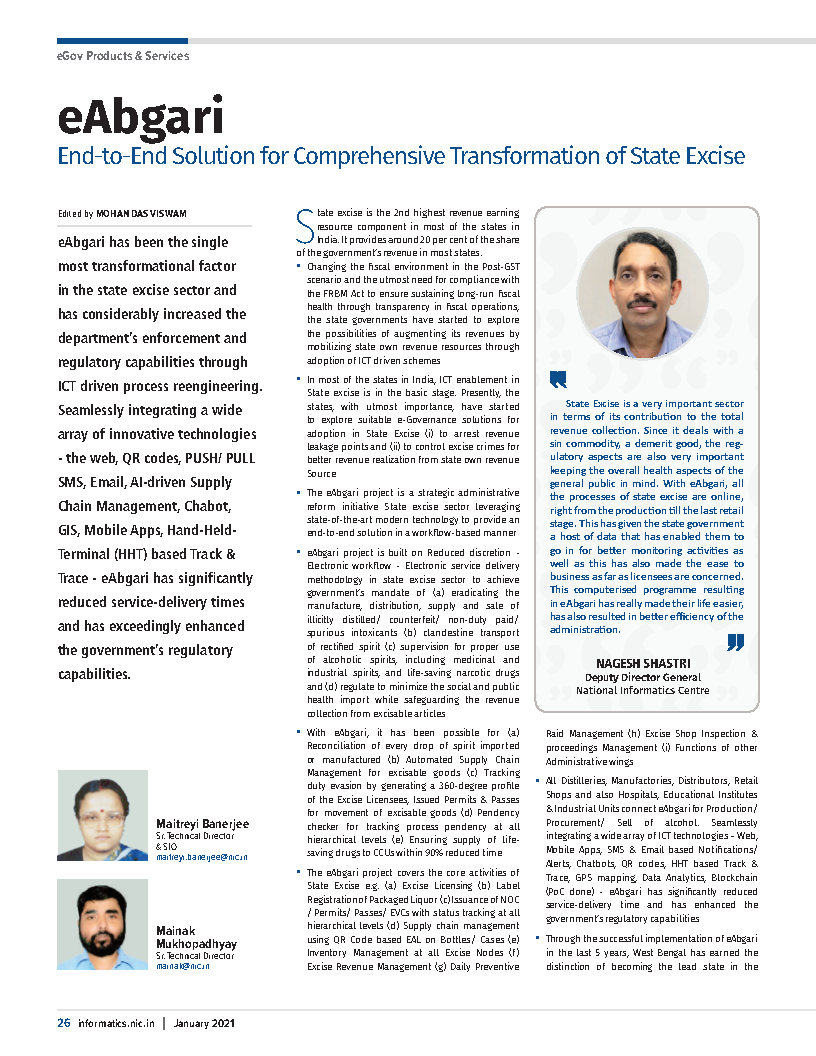 eGov Products & Services
eAbgari
End-to-End Solution for Comprehensive Transformation of State Excise
Edited by MOHAN DAS VISWAM
eAbgari has been the single
most transformational factor
in the state excise sector and
has considerably increased the
department's enforcement and
regulatory capabilities through
ICT driven process reengineering.
Seamlessly integrating a wide
array of innovative technologies
- the web, QR codes, PUSH/ PULL
SMS, Email, AI-driven Supply
Chain Management, Chabot,
GIS, Mobile Apps, Hand-Held-
Terminal (HHT) based Track &
Trace - eAbgari has significantly
reduced service-delivery times
and has exceedingly enhanced
the government's regulatory
capabilities.
Maitreyi Banerjee
Sr. Technical Director
& SIO
maitreyi.banerjee@nic.in
Mainak
Mukhopadhyay
Sr. Technical Director
mainak@nic.in
State excise is the 2nd highest revenue earning
resource component in most of the states in
India. It provides around 20 per cent of the share
of the government's revenue in most states.
• Changing the fiscal environment in the Post-GST
scenario and the utmost need for compliance with
the FRBM Act to ensure sustaining long-run fiscal
health through transparency in fiscal operations,
the state governments have started to explore
the possibilities of augmenting its revenues by
mobilizing state own revenue resources through
adoption of ICT driven schemes
• In most of the states in India, ICT enablement in
State excise is in the basic stage. Presently, the
states, with utmost importance, have started
to explore suitable e-Governance solutions for
adoption in State Excise (i) to arrest revenue
leakage points and (ii) to control excise crimes for
better revenue realization from state own revenue
Source
• The eAbgari project is a strategic administrative
reform initiative State excise sector leveraging
state-of-the-art modern technology to provide an
end-to-end solution in a workflow-based manner
• eAbgari project is built on Reduced discretion -
Electronic workflow - Electronic service delivery
methodology in state excise sector to achieve
government's mandate of (a) eradicating the
manufacture, distribution, supply and sale of
illicitly distilled/ counterfeit/ non-duty paid/
spurious intoxicants (b) clandestine transport
of rectified spirit (c) supervision for proper use
of alcoholic spirits, including medicinal and
industrial spirits, and life-saving narcotic drugs
and (d) regulate to minimize the social and public
health import while safeguarding the revenue
collection from excisable articles
• With eAbgari, it has been possible for (a)
Reconciliation of every drop of spirit imported
or manufactured (b) Automated Supply Chain
Management for excisable goods (c) Tracking
duty evasion by generating a 360-degree profile
of the Excise Licensees, Issued Permits & Passes
for movement of excisable goods (d) Pendency
checker for tracking process pendency at all
hierarchical levels (e) Ensuring supply of life-
saving drugs to CCUs within 90% reduced time
• The eAbgari project covers the core activities of
State Excise e.g. (a) Excise Licensing (b) Label
Registration of Packaged Liquor (c) Issuance of NOC
/ Permits/ Passes/ EVCs with status tracking at all
hierarchical levels (d) Supply chain management
using QR Code based EAL on Bottles/ Cases (e)
Inventory Management at all Excise Nodes (f)
Excise Revenue Management (g) Daily Preventive
State Excise is a very important sector
in terms of its contribution to the total
revenue collection. Since it deals with a
sin commodity, a demerit good, the reg-
ulatory aspects are also very important
keeping the overall health aspects of the
general public in mind. With eAbgari, all
the processes of state excise are online,
right from the production till the last retail
stage. This has given the state government
a host of data that has enabled them to
go in for better monitoring activities as
well as this has also made the ease to
business as far as licensees are concerned.
This computerised programme resulting
in eAbgari has really made their life easier,
has also resulted in better efficiency of the
administration.
NAGESH SHASTRI
Deputy Director General
National Informatics Centre
Raid Management (h) Excise Shop Inspection &
proceedings Management (i) Functions of other
Administrative wings
• All Distilleries, Manufactories, Distributors, Retail
Shops and also Hospitals, Educational Institutes
& Industrial Units connect eAbgari for Production/
Procurement/ Sell of alcohol. Seamlessly
integrating a wide array of ICT technologies - Web,
Mobile Apps, SMS & Email based Notifications/
Alerts, Chatbots, QR codes, HHT based Track &
Trace, GPS mapping, Data Analytics, Blockchain
(PoC done) - eAbgari has significantly reduced
service-delivery time and has enhanced the
government's regulatory capabilities
• Through the successful implementation of eAbgari
in the last 5 years, West Bengal has earned the
distinction of becoming the lead state in the
26 informatics.nic.in | January 2021